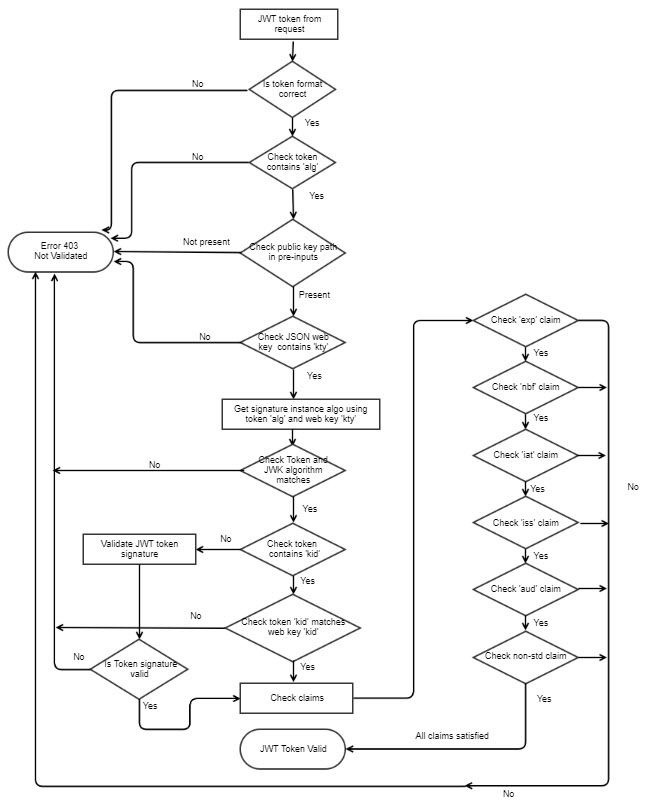 JWT token from
request
Is token format
correct
No
Yes
Check token
contains 'alg'
No
Yes
Error 403
Not Validated
Not present
Check public key path
in pre-inputs
Present
Check JSON web
key contains 'kty'
No
Yes
Get signature instance algo using
token 'alg' and web key 'kty'
Check Token and
JWK algorithm
matches
No
Yes
Check token
contains 'kid'
No
Yes
Validate JWT token
signature
Check token 'kid' matches
web key 'kid'
No
Yes
Is Token signature
valid
No
Yes
Check claims
Check 'exp' claim
Yes
Check 'nbf' claim
Yes
Check 'iat' claim
Yes
No
Check 'iss' claim
Yes
Check 'aud' claim
Yes
Check non-std claim
Yes
All claims satisfied
JWT Token Valid
No